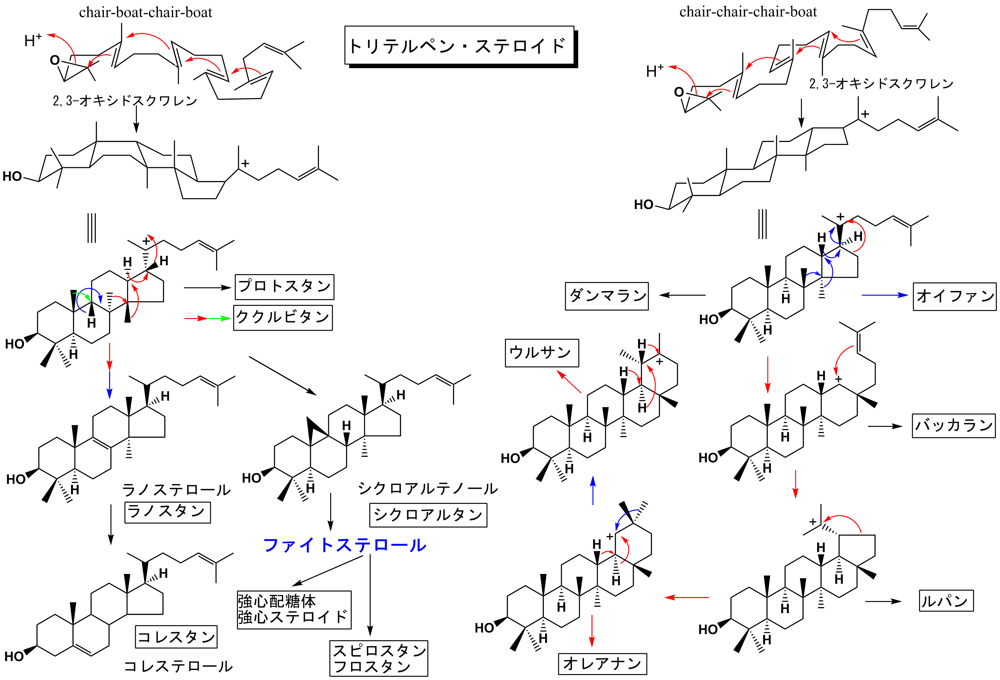 chair-boat-chair-boat
chair-chair-chair-boat
トリテルペン・ステロイド
H+
O
2,3-オキシドスクワレン
H+
O
2,3-オキシドスクワレン
+
HO
+
HO
+
H
H
H
H
HO
プロトスタン
ククルビタン
+
H
H
H
H
HO
ダンマラン
オイファン
ウルサン
H
+
H
H
H
H
HO
H
+
H
H
HO
バッカラン
H
H
HO
ラノステロール
ラノスタン
H
H
H
HO
シクロアルテノール
シクロアルタン
ファイトステロール
強心配糖体
強心ステロイド
スピロスタン
フロスタン
H
HO
コレスタン
コレステロール
+
H
H
H
H
HO
オレアナン
+
H
H
H
H
HO
ルパン